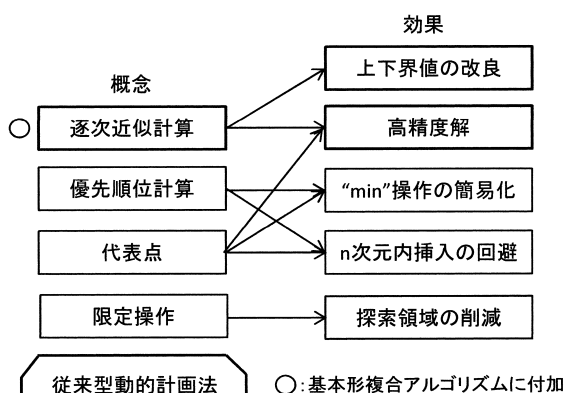 効果
上下界値の改良
概念
○ 逐次近似計算
高精度解
優先順位計算
“min”操作の簡易化
代表点
n次元内挿入の回避
限定操作
探索領域の削減
従来型動的計画法
○:基本形複合アルゴリズムに付加